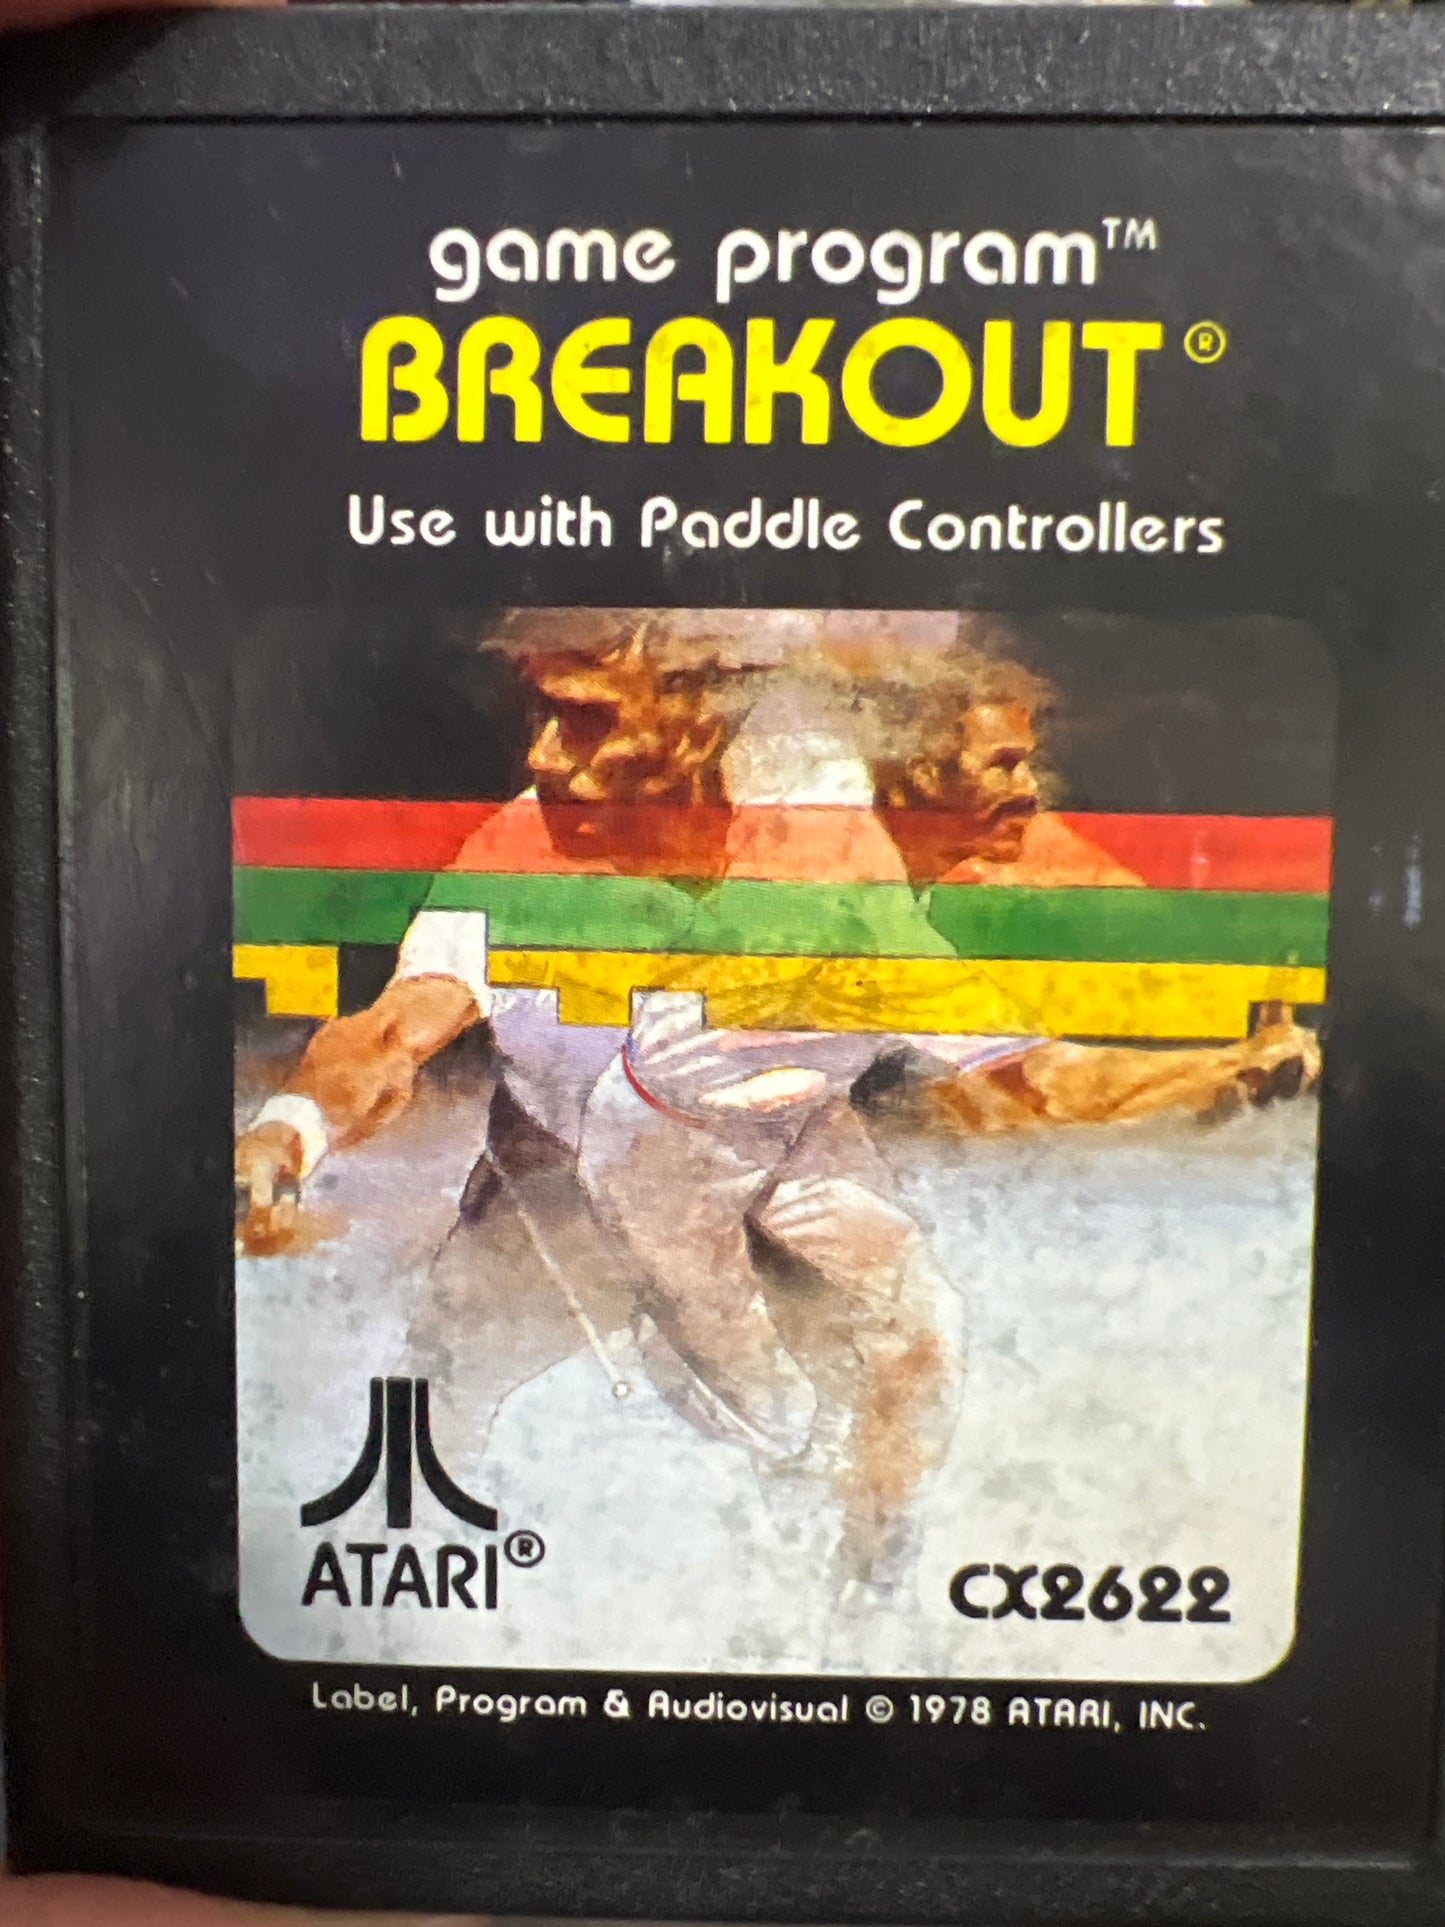 game program™
BREAKOUT®
Use with Paddle Controllers
ATARI®
CX2622
Label, Program & Audiovisual © 1978 ATARI, INC.